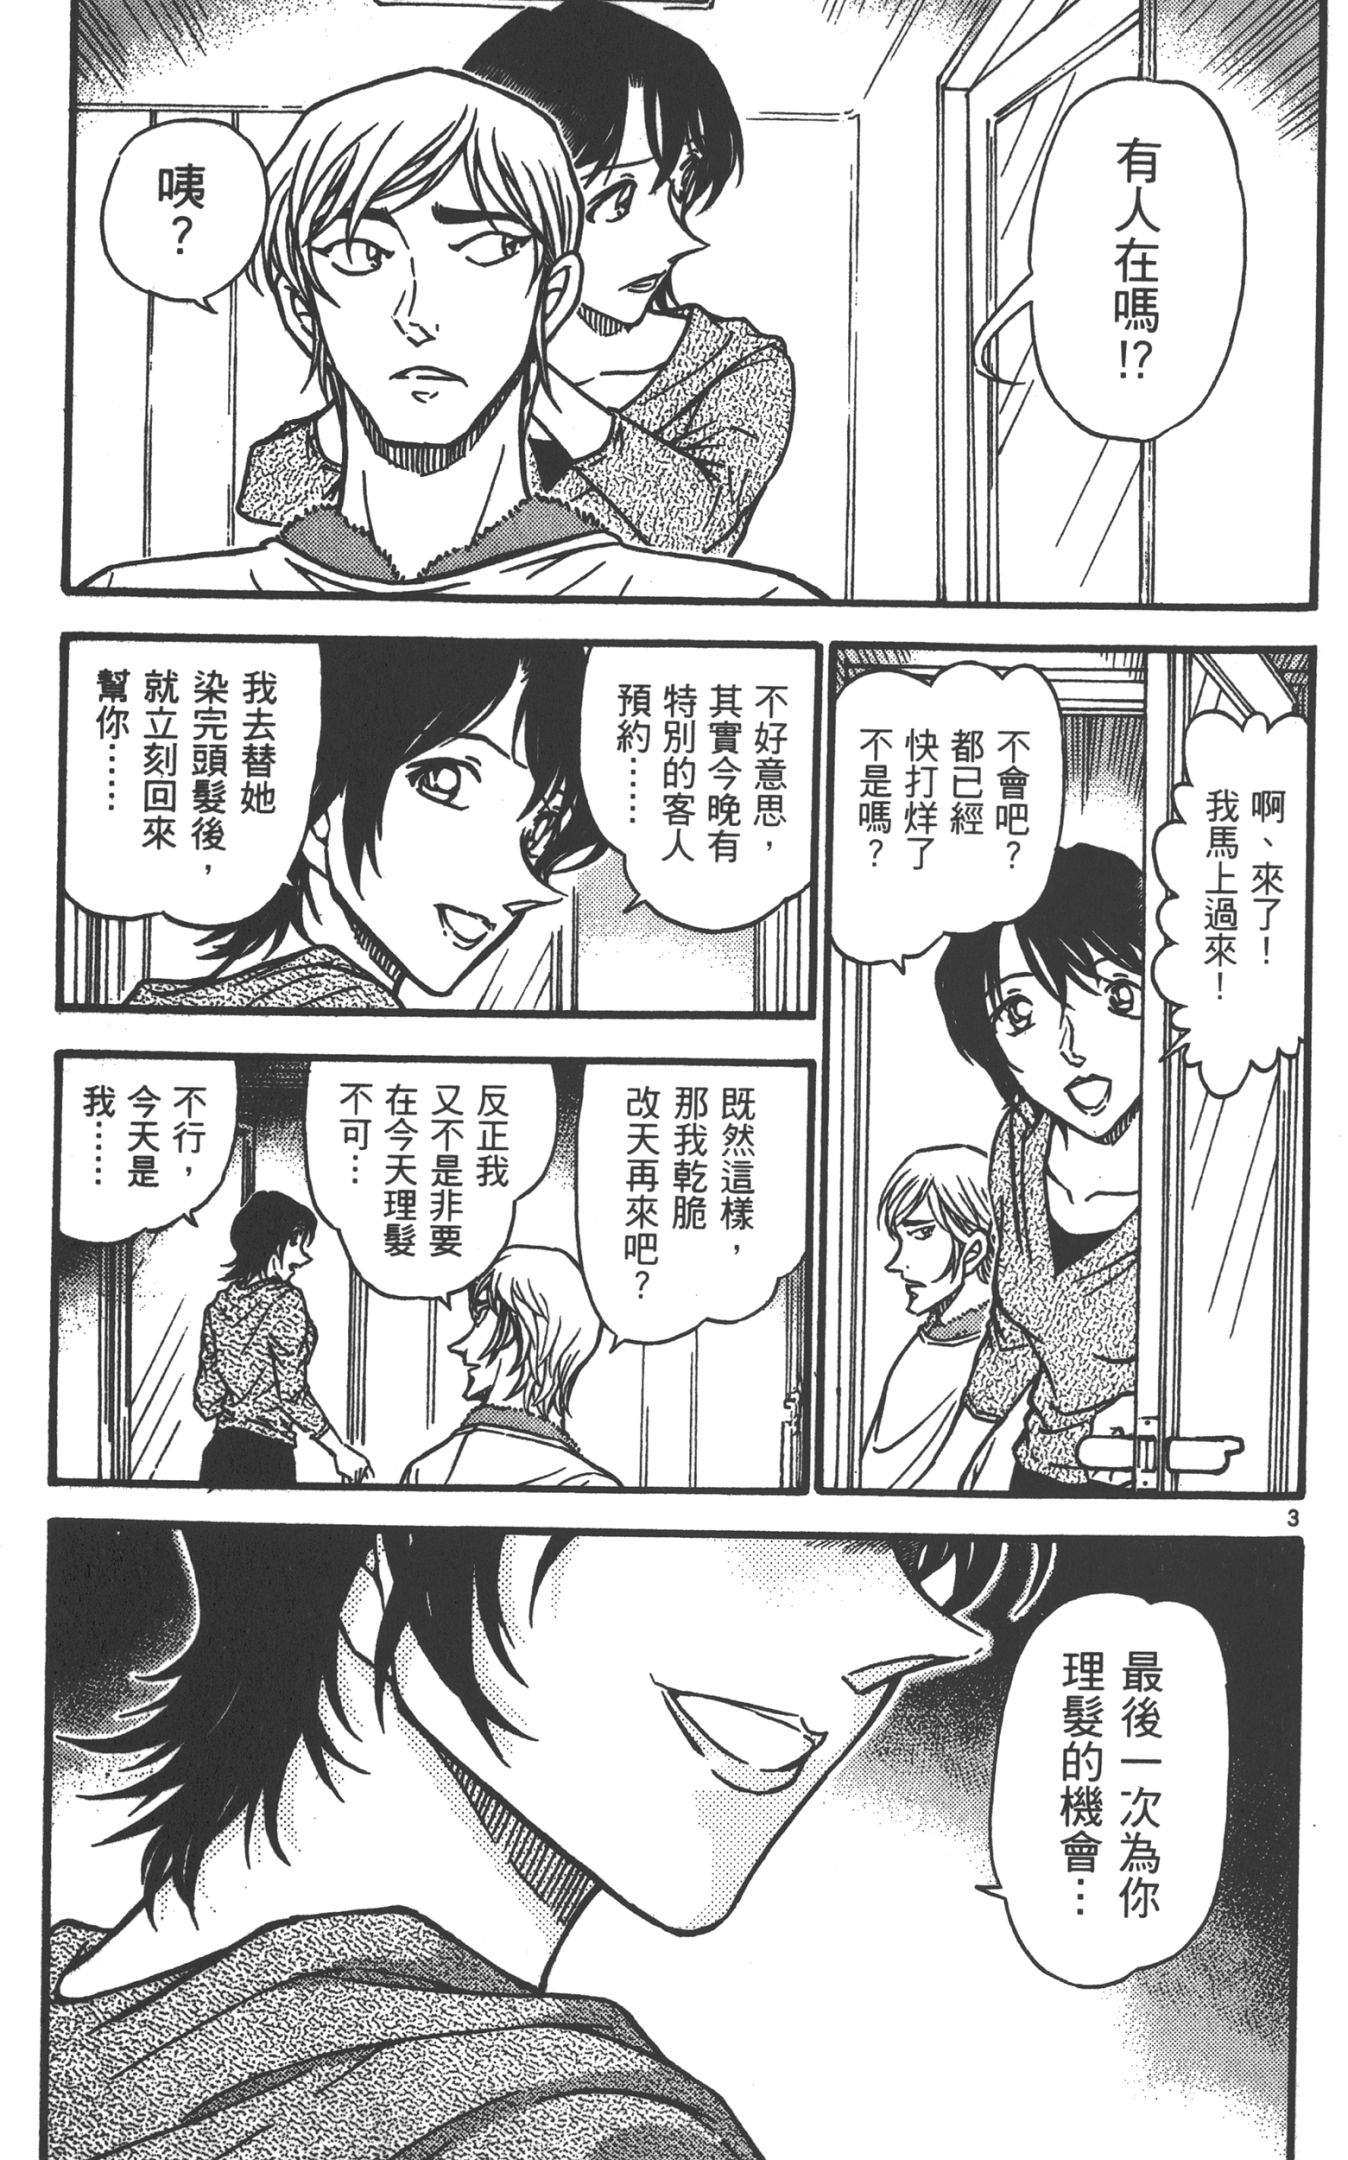 有人在嗎!?
咦?
啊、來了!
我馬上過來!
不會吧?
都已經
快打烊了
不是嗎?
不好意思，
其實今晚有
特別的客人
預約……
我去替她
染完頭髮後，
就立刻回來
幫你……
既然這樣，
那我乾脆
改天再來吧?
反正我
又不是非要
在今天理髮
不可…
不行，
今天是
我……
3
最後一次為你
理髮的機會…